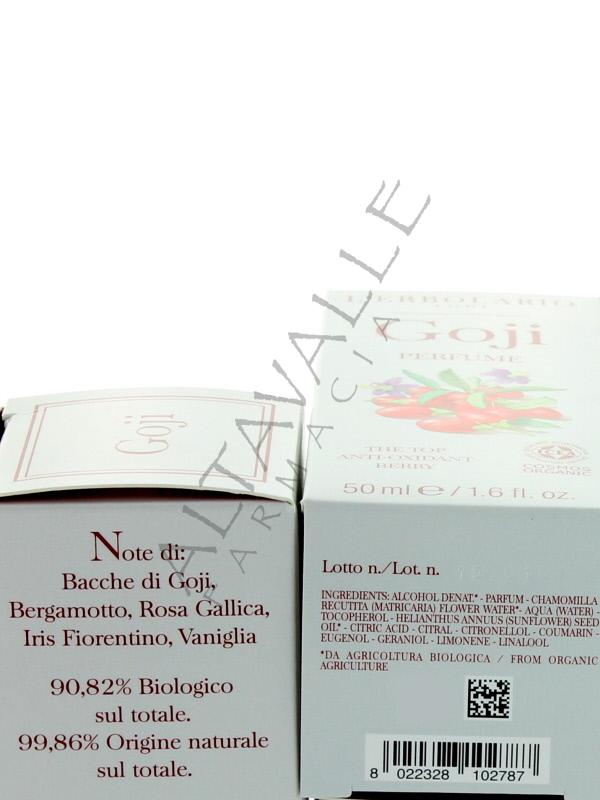 ALTAVALLE
FARMACIA
L'ERBOLARIO
Goji
PERFUME
THE TOP
ANTI-OXIDANT
BERRY
COSMOS
ORGANIC
50 ml e / 1.6 fl. oz.
Goji
Note di:
Bacche di Goji,
Bergamotto, Rosa Gallica,
Iris Fiorentino, Vaniglia
90,82% Biologico
sul totale.
99,86% Origine naturale
sul totale.
Lotto n./Lot. n.
INGREDIENTS: ALCOHOL DENAT.* - PARFUM - CHAMOMILLA
RECUTITA (MATRICARIA) FLOWER WATER* - AQUA (WATER) -
TOCOPHEROL - HELIANTHUS ANNUUS (SUNFLOWER) SEED
OIL* - CITRIC ACID - CITRAL - CITRONELLOL - COUMARIN -
EUGENOL - GERANIOL - LIMONENE - LINALOOL
*DA AGRICOLTURA BIOLOGICA / FROM ORGANIC
AGRICULTURE
8 022328 102787